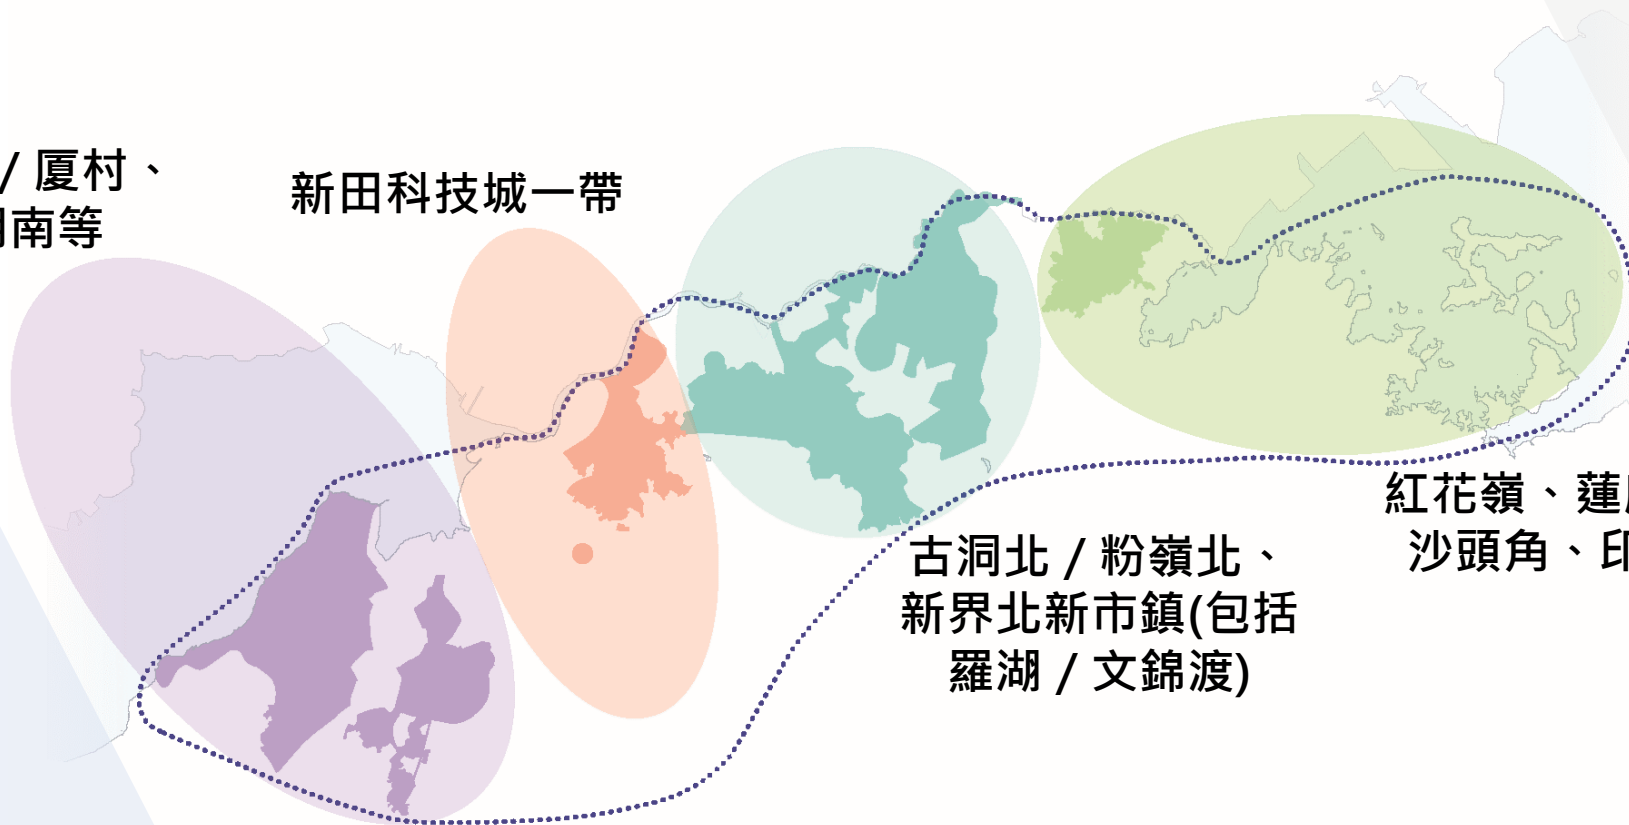 / 厦村、
南等
新田科技城一帶
古洞北 / 粉嶺北、
新界北新市鎮(包括
羅湖 / 文錦渡)
紅花嶺、蓮
沙頭角、印